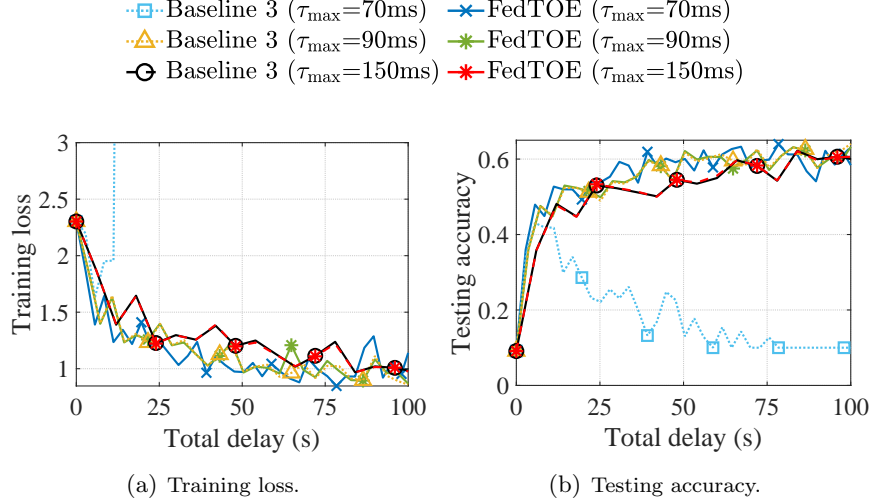 Baseline 3 (τmax=70ms) FedTOE (τmax=70ms)
Baseline 3 (τmax=90ms) FedTOE (τmax=90ms)
Baseline 3 (τmax=150ms) FedTOE (τmax=150ms)
3
2.5
2
1.5
1
Training loss
0 25 50 75 100
Total delay (s)
(a) Training loss.
0.6
0.4
0.2
0
Testing accuracy
0 25 50 75 100
Total delay (s)
(b) Testing accuracy.